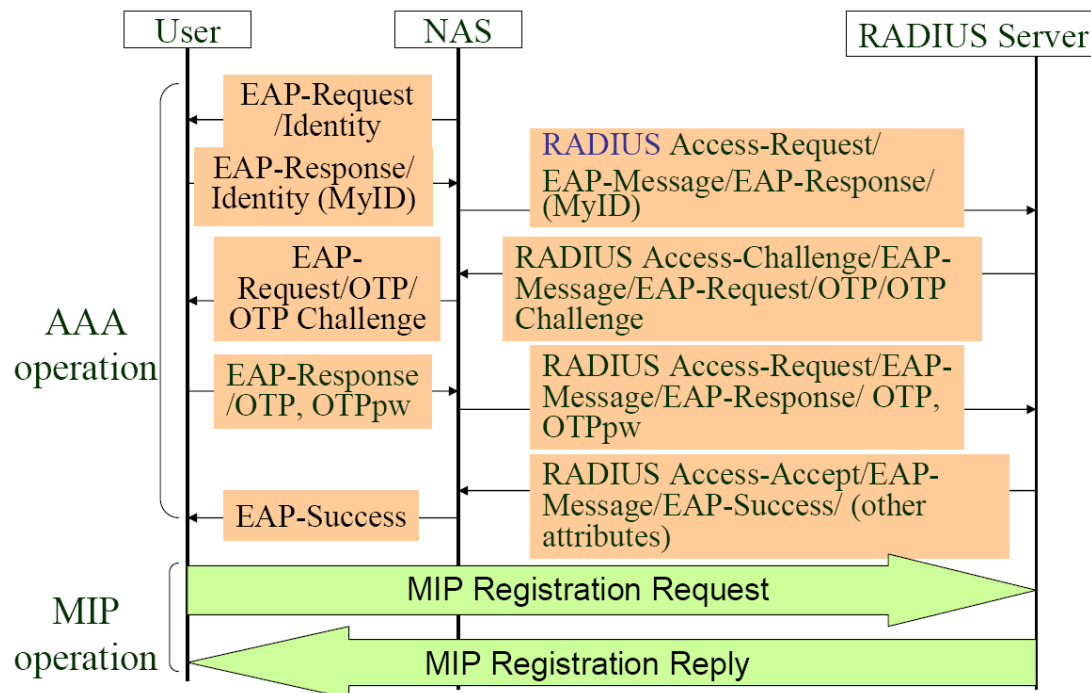 User
NAS
RADIUS Server
EAP-Request
/Identity
EAP-Response/
Identity (MyID)
RADIUS Access-Request/
EAP-Message/EAP-Response/
(MyID)
RADIUS Access-Challenge/EAP-
Message/EAP-Request/OTP/OTP
Challenge
EAP-
Request/OTP/
OTP Challenge
AAA
operation
EAP-Response
/OTP, OTPpw
RADIUS Access-Request/EAP-
Message/EAP-Response/ OTP,
OTPpw
RADIUS Access-Accept/EAP-
Message/EAP-Success/ (other
attributes)
EAP-Success
MIP
operation
MIP Registration Request
MIP Registration Reply